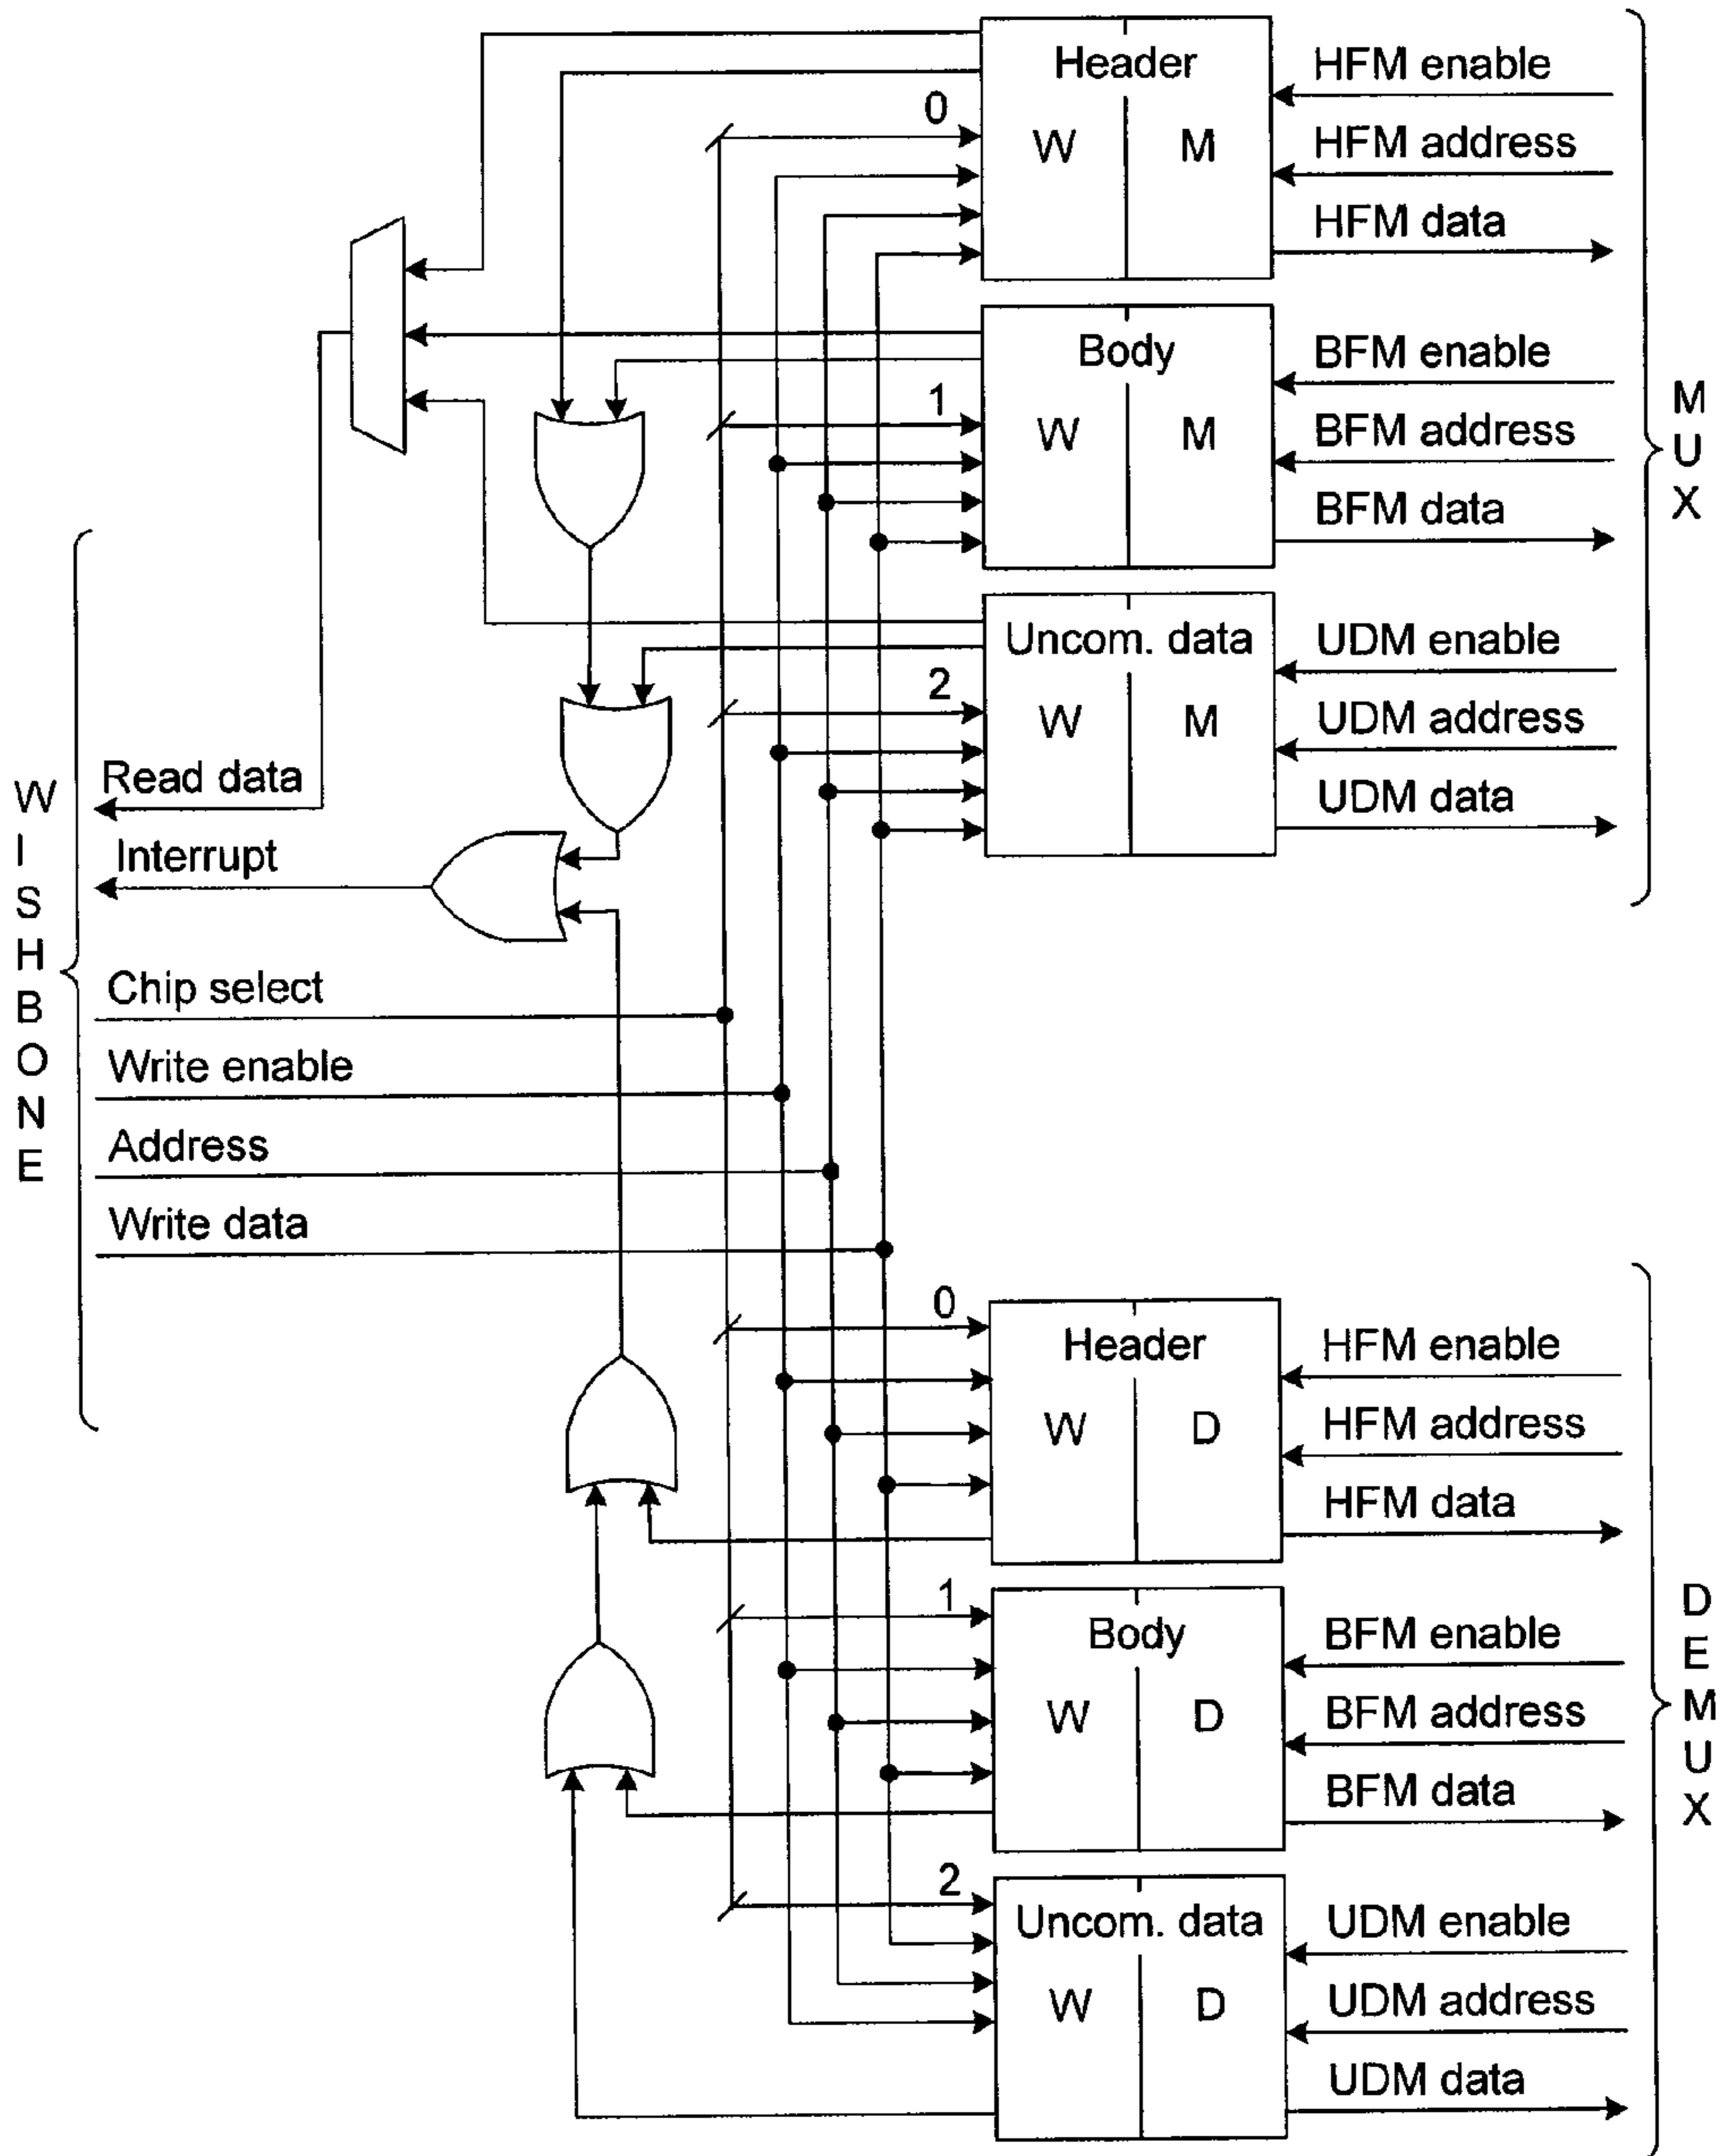 Header
W M
0
HFM enable
HFM address
HFM data
Body
W M
1
BFM enable
BFM address
BFM data
Uncom. data
W M
2
UDM enable
UDM address
UDM data
MUX
WISHBONE
Read data
Interrupt
Chip select
Write enable
Address
Write data
Header
W D
0
HFM enable
HFM address
HFM data
Body
W D
1
BFM enable
BFM address
BFM data
Uncom. data
W D
2
UDM enable
UDM address
UDM data
DEMUX